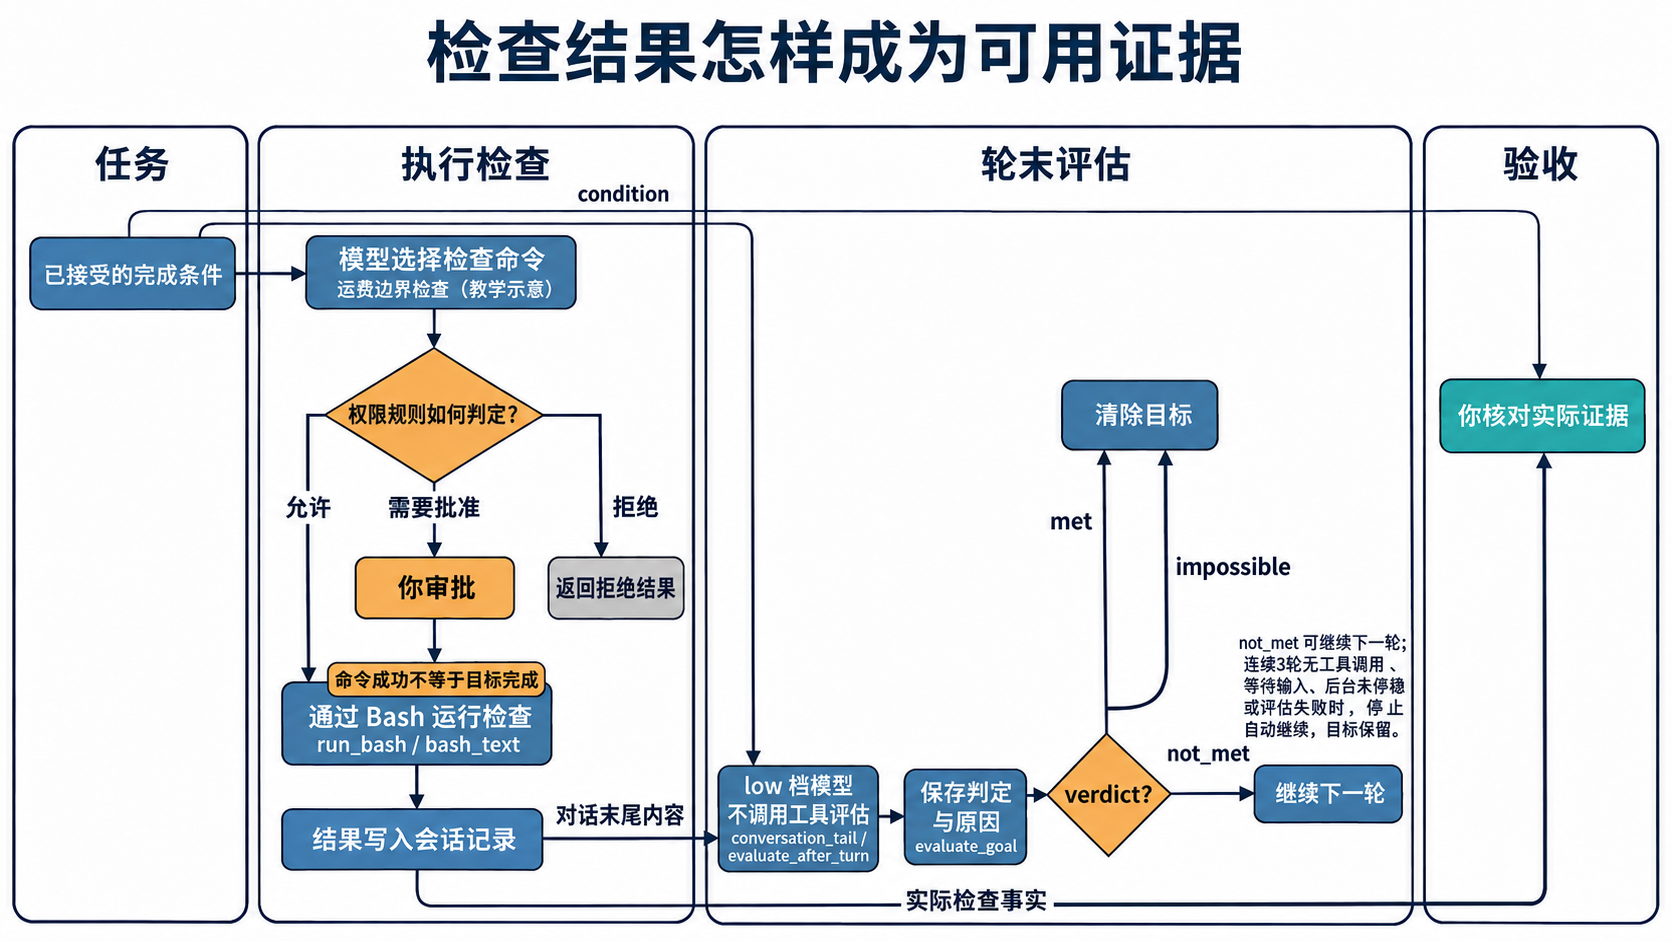 检查结果怎样成为可用证据
任务
执行检查
轮末评估
验收
condition
已接受的完成条件
模型选择检查命令
运费边界检查（教学示意）
权限规则如何判定？
允许
需要批准
拒绝
你审批
返回拒绝结果
命令成功不等于目标完成
通过 Bash 运行检查
run_bash / bash_text
结果写入会话记录
对话末尾内容
low 档模型
不调用工具评估
conversation_tail /
evaluate_after_turn
保存判定
与原因
evaluate_goal
verdict?
met
impossible
清除目标
not_met 可继续下一轮；
连续3轮无工具调用、
等待输入、后台未停稳
或评估失败时，停止
自动继续，目标保留。
not_met
继续下一轮
你核对实际证据
实际检查事实